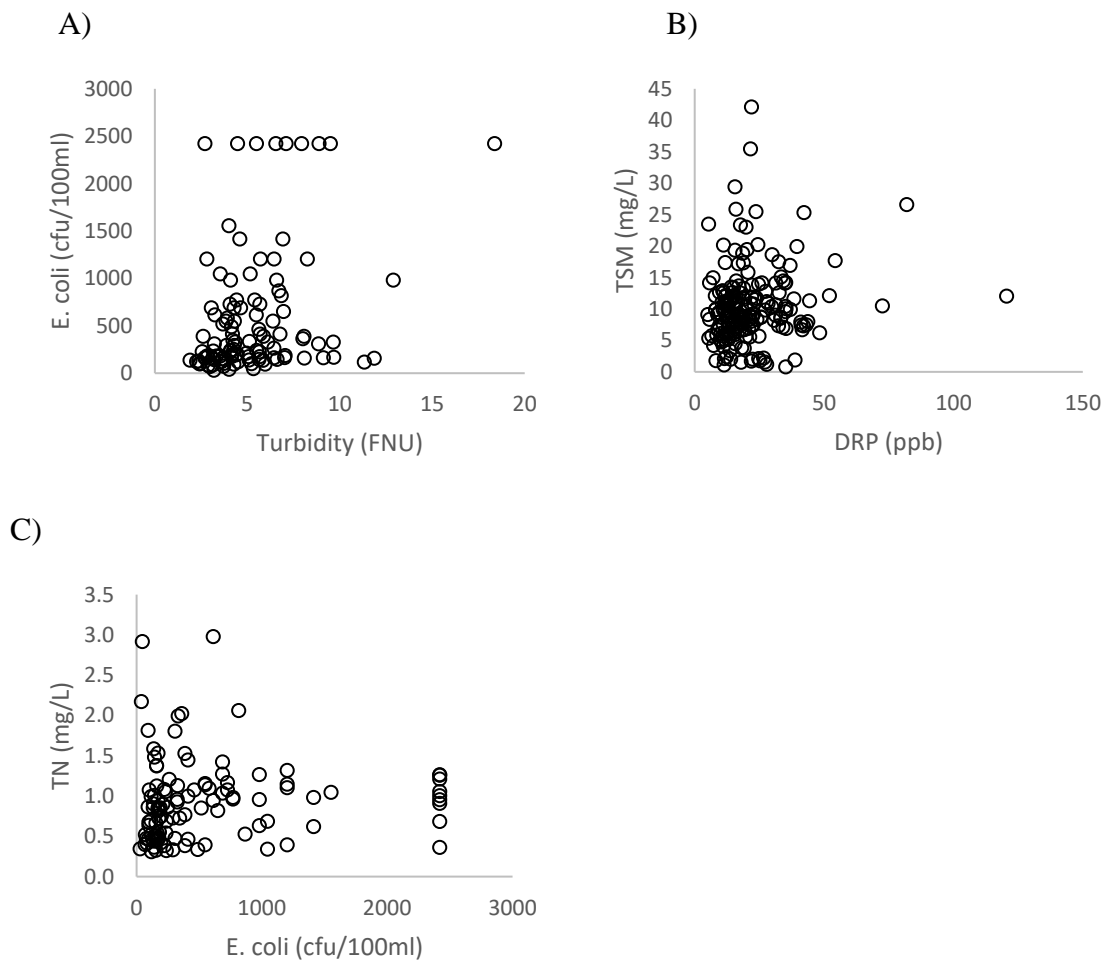 A)
3000
2500
2000
1500
1000
500
0
E. coli (cfu/100ml)
0 5 10 15 20
Turbidity (FNU)
B)
45
40
35
30
25
20
15
10
5
0
TSM (mg/L)
0 50 100 150
DRP (ppb)
C)
3.5
3.0
2.5
2.0
1.5
1.0
0.5
0.0
TN (mg/L)
0 1000 2000 3000
E. coli (cfu/100ml)